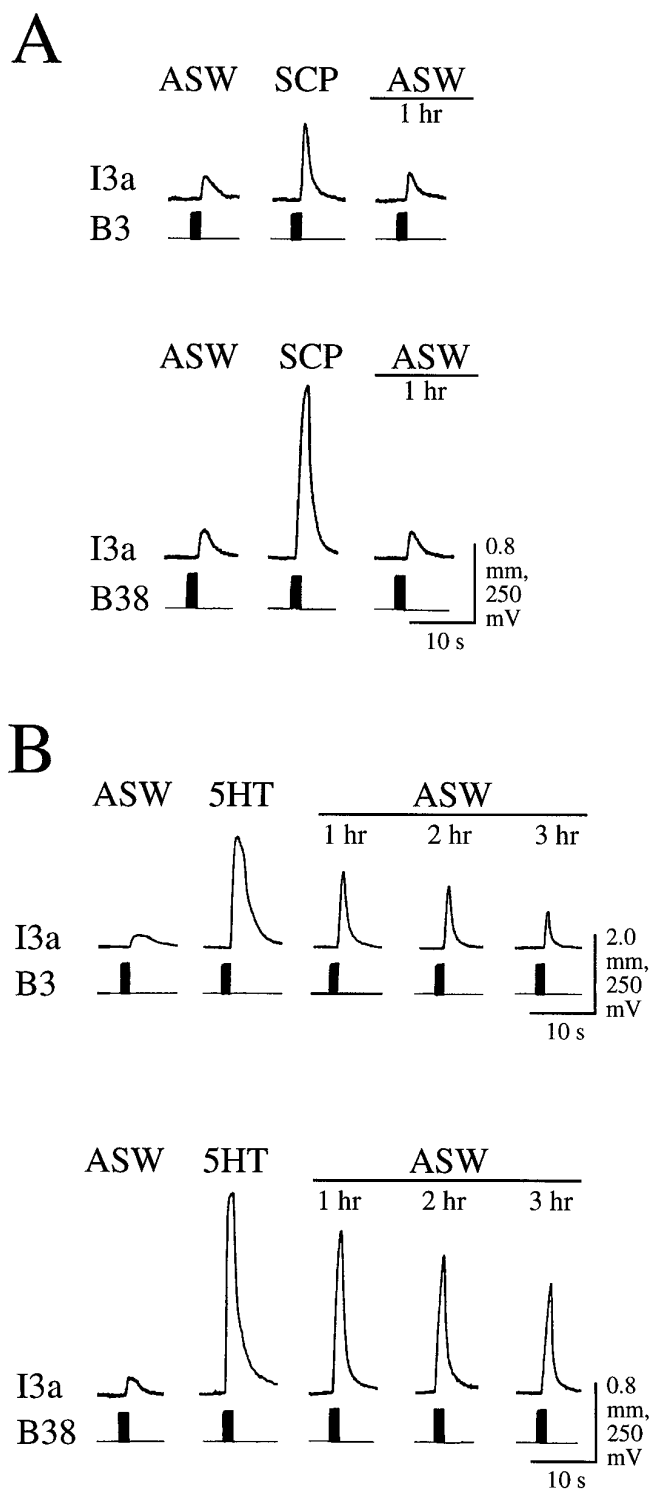 A
ASW SCP ASW
1 hr
I3a
B3
ASW SCP ASW
1 hr
I3a
B38
0.8
mm,
250
mV
10 s
B
ASW 5HT ASW
1 hr 2 hr 3 hr
I3a
B3
2.0
mm,
250
mV
10 s
ASW 5HT ASW
1 hr 2 hr 3 hr
I3a
B38
0.8
mm,
250
mV
10 s